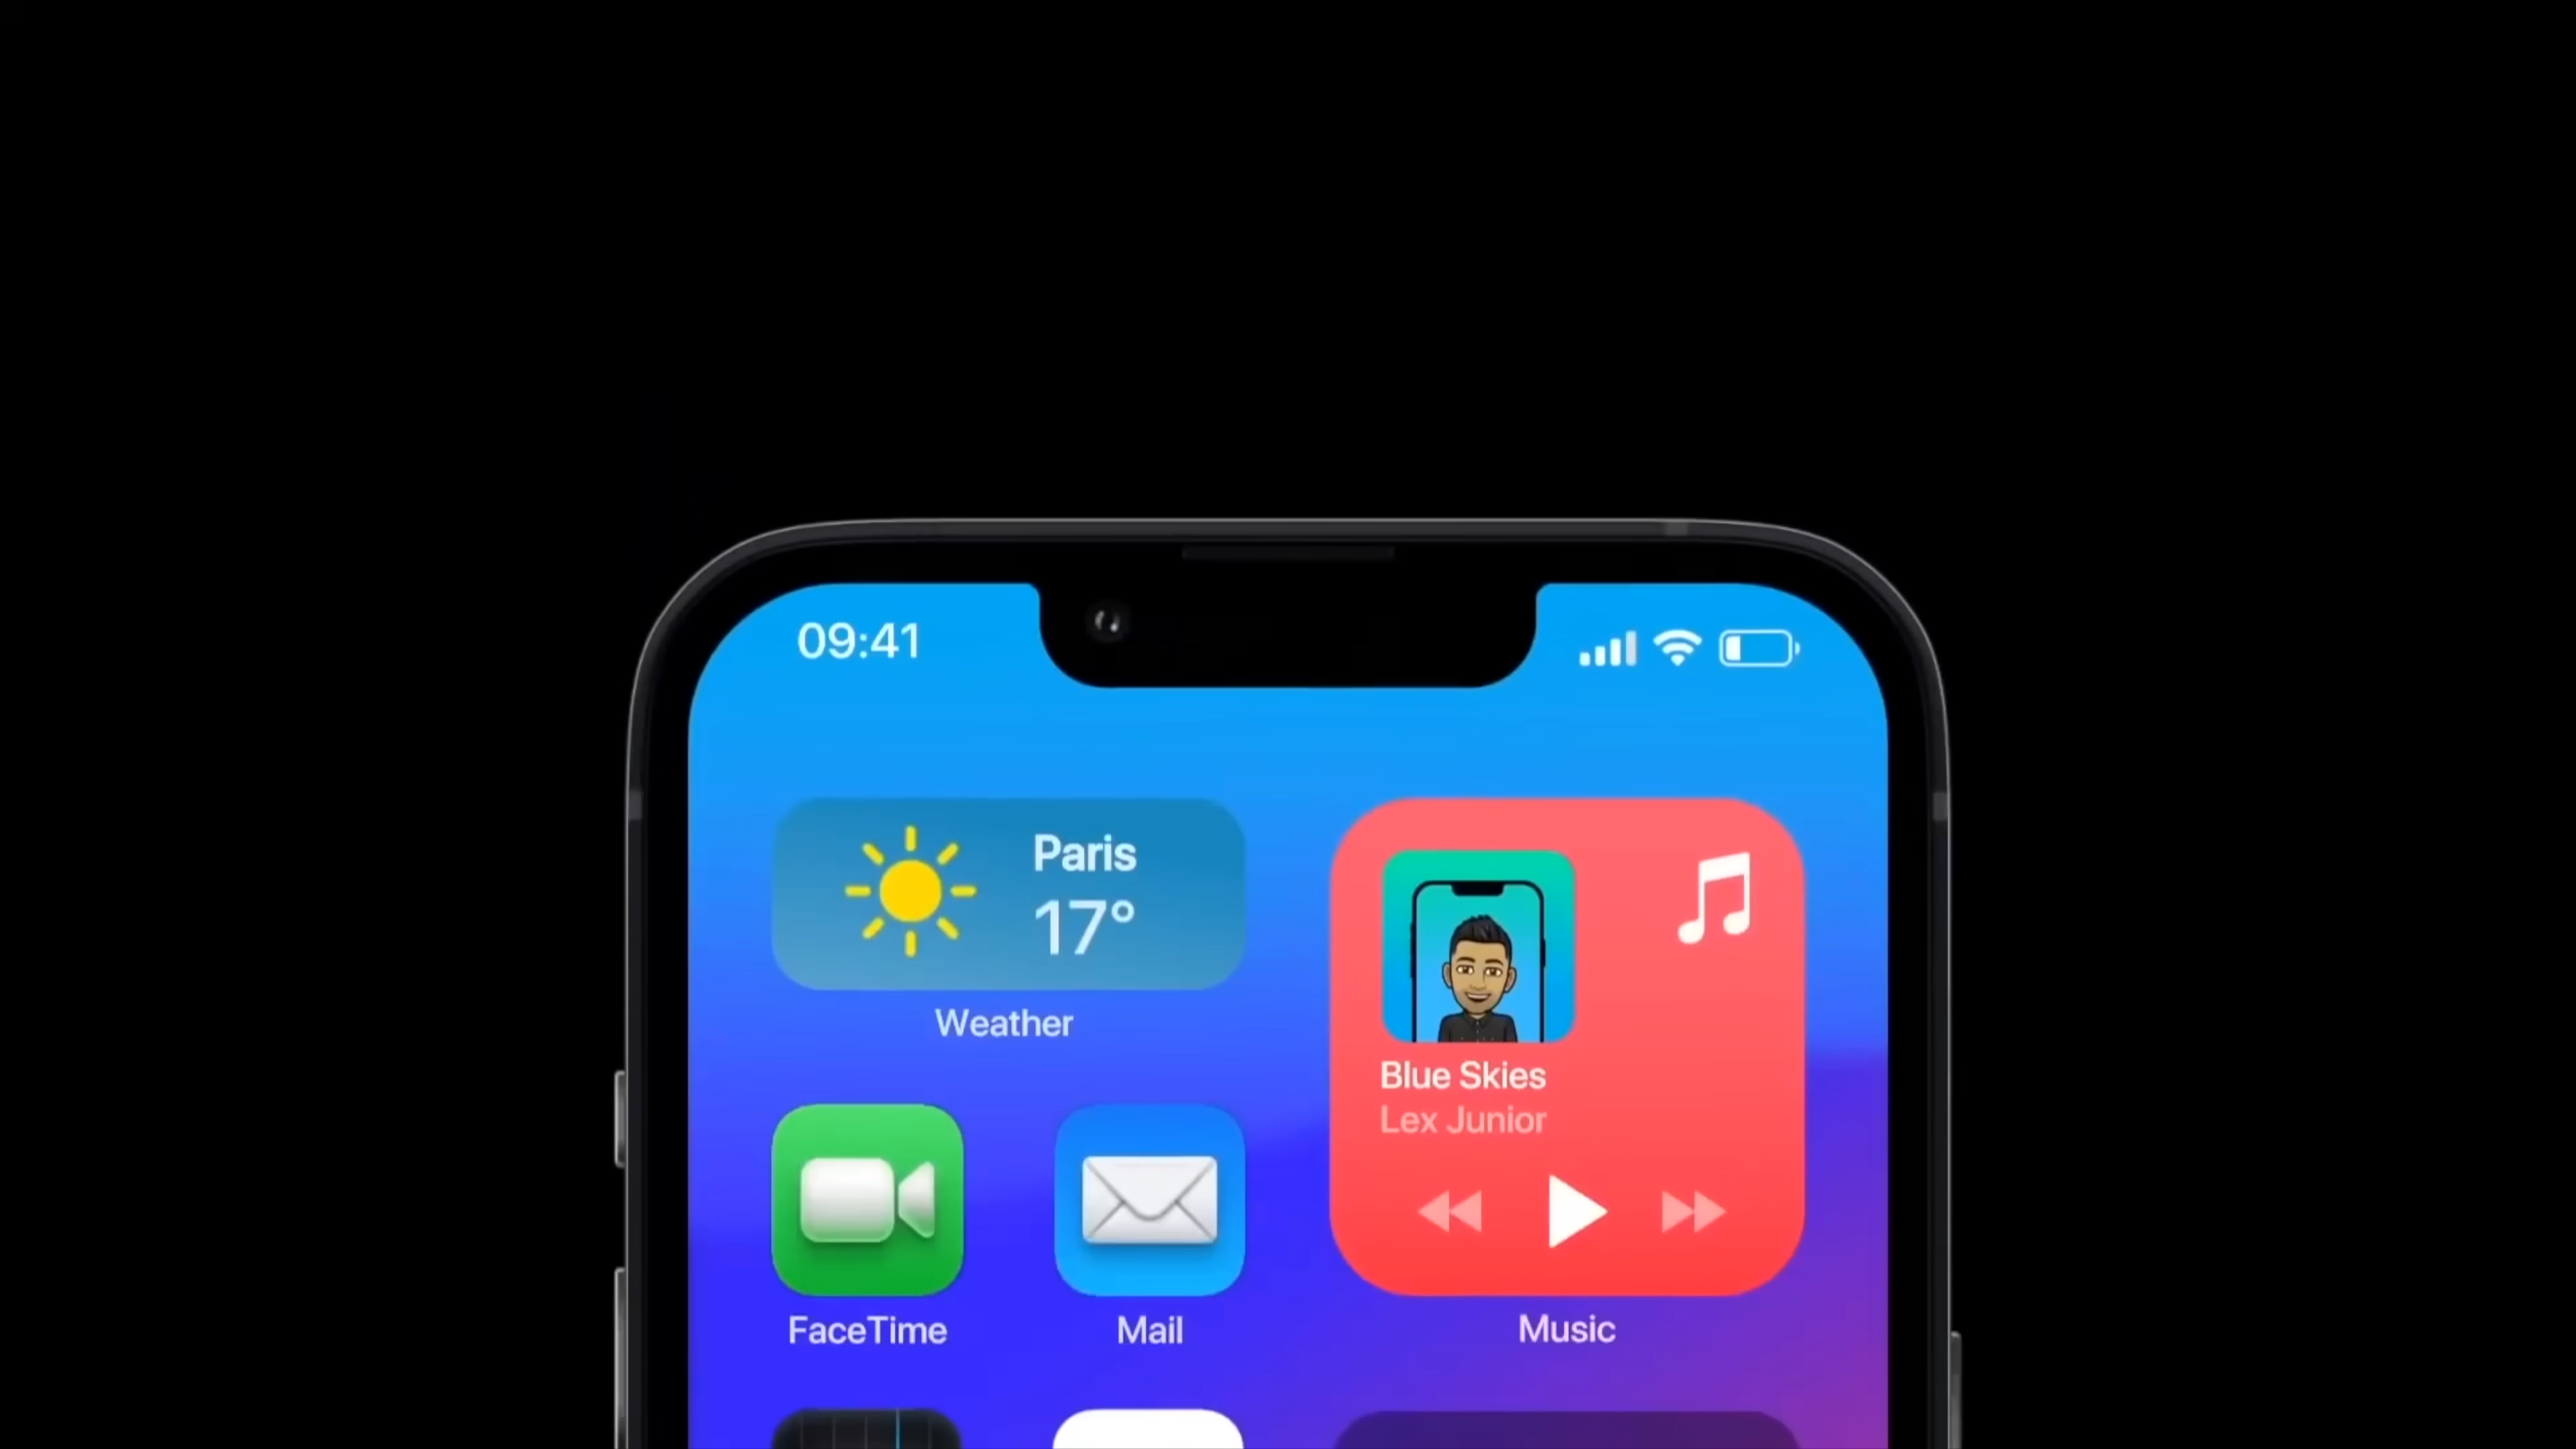 09:41
Paris
17°
Weather
Blue Skies
Lex Junior
FaceTime
Mail
Music